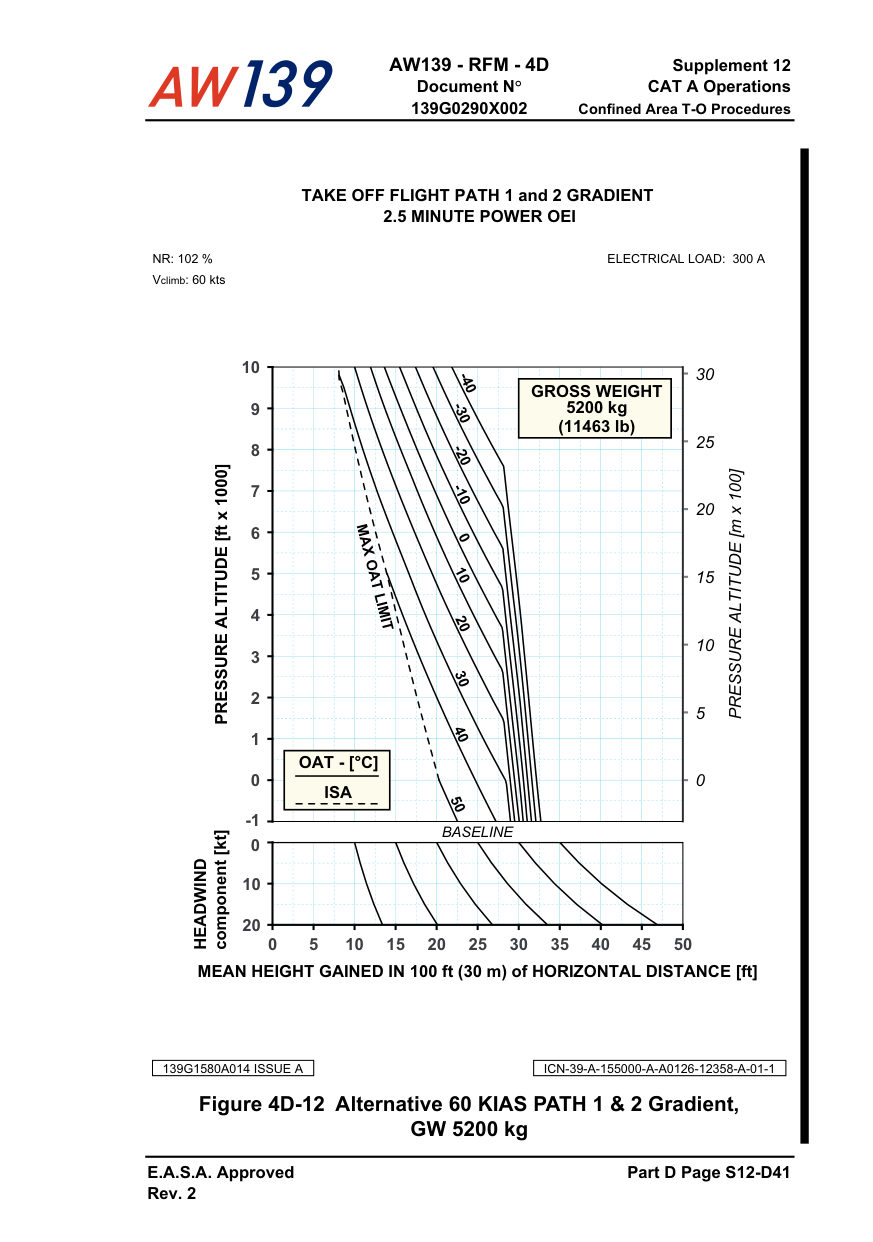 AW139
AW139 - RFM - 4D
Document N°
139G0290X002
Supplement 12
CAT A Operations
Confined Area T-O Procedures
TAKE OFF FLIGHT PATH 1 and 2 GRADIENT
2.5 MINUTE POWER OEI
NR: 102 %
ELECTRICAL LOAD: 300 A
Vclimb: 60 kts
GROSS WEIGHT
5200 kg
(11463 lb)
PRESSURE ALTITUDE [ft x 1000]
10
9
8
7
6
5
4
3
2
1
0
-1
-40
-30
-20
-10
0
10
20
30
40
50
MAX OAT LIMIT
OAT - [°C]
ISA
30
25
20
15
10
5
0
PRESSURE ALTITUDE [m x 100]
BASELINE
HEADWIND
component [kt]
0
10
20
0 5 10 15 20 25 30 35 40 45 50
MEAN HEIGHT GAINED IN 100 ft (30 m) of HORIZONTAL DISTANCE [ft]
139G1580A014 ISSUE A
ICN-39-A-155000-A-A0126-12358-A-01-1
Figure 4D-12 Alternative 60 KIAS PATH 1 & 2 Gradient,
GW 5200 kg
E.A.S.A. Approved
Rev. 2
Part D Page S12-D41